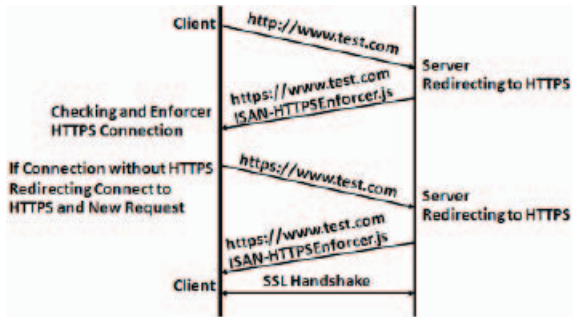 Client
http://www.test.com
Server
Redirecting to HTTPS
https://www.test.com
ISAN-HTTPSEnforcer.js
Checking and Enforcer
HTTPS Connection
If Connection without HTTPS
Redirecting Connect to
HTTPS and New Request
https://www.test.com
Server
Redirecting to HTTPS
https://www.test.com
ISAN-HTTPSEnforcer.js
Client
SSL Handshake